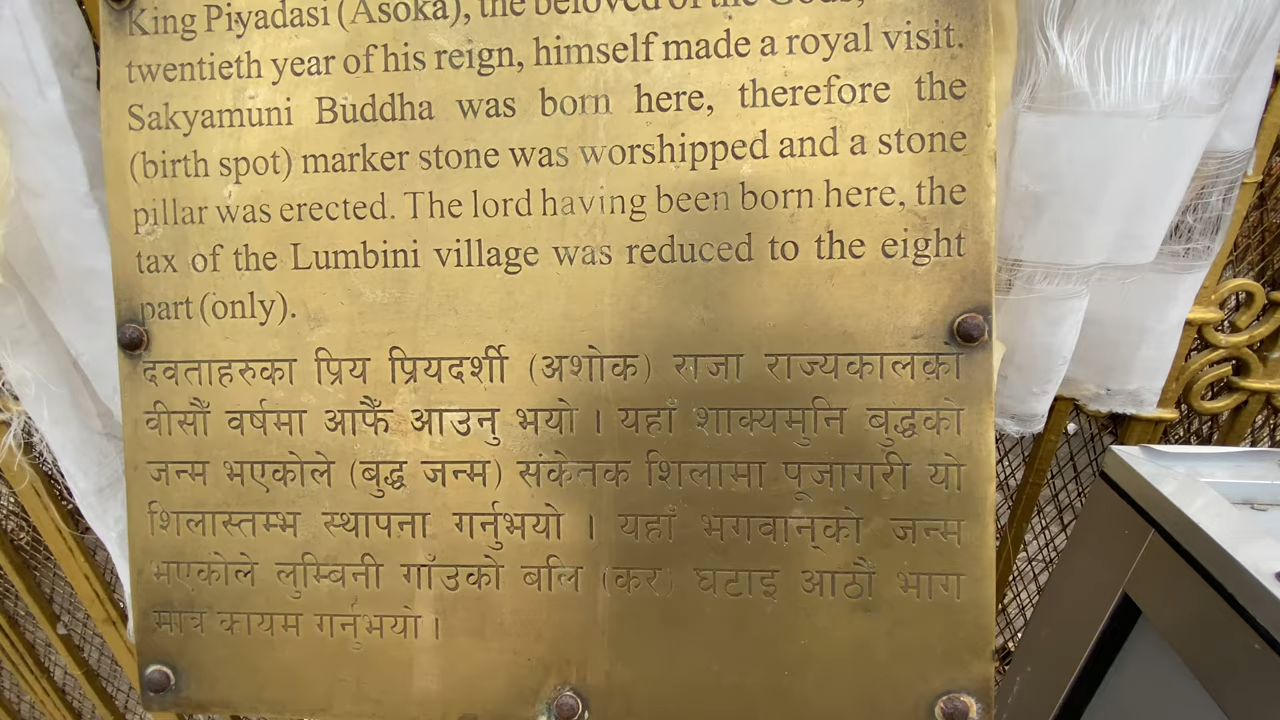 King Piyadasi (Asoka), the beloved of the Gods,
twentieth year of his reign, himself made a royal visit.
Sakyamuni Buddha was born here, therefore the
(birth spot) marker stone was worshipped and a stone
pillar was erected. The lord having been born here, the
tax of the Lumbini village was reduced to the eight
part (only).
देवताहरुका प्रिय प्रियदर्शी (अशोक) राजा राज्यकालको
वीसौं वर्षमा आफैं आउनु भयो । यहाँ शाक्यमुनि बुद्धको
जन्म भएकोले (बुद्ध जन्म) संकेतक शिलामा पूजागरी यो
शिलास्तम्भ स्थापना गर्नुभयो । यहाँ भगवान्को जन्म
भएकोले लुम्बिनी गाँउको बलि (कर) घटाइ आठौं भाग
मात्र कायम गर्नुभयो ।